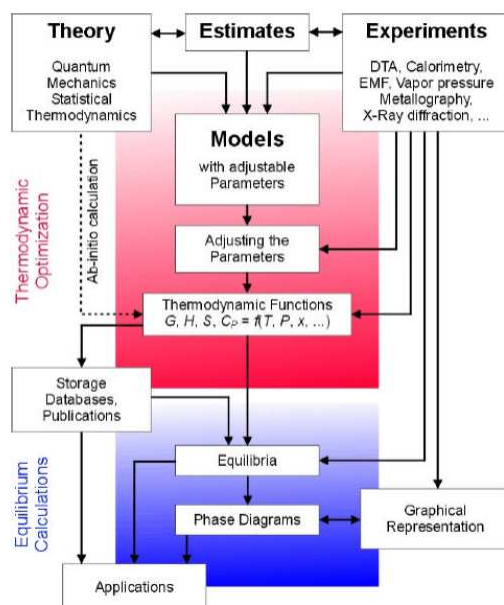 Theory
Quantum
Mechanics
Statistical
Thermodynamics
Estimates
Experiments
DTA, Calorimetry,
EMF, Vapor pressure
Metallography,
X-Ray diffraction, ...
Models
with adjustable
Parameters
Thermodynamic
Optimization
Ab-initio calculation
Adjusting the
Parameters
Thermodynamic Functions
G, H, S, CP = f(T, P, x, ...)
Storage
Databases,
Publications
Equilibrium
Calculations
Equilibria
Phase Diagrams
Graphical
Representation
Applications